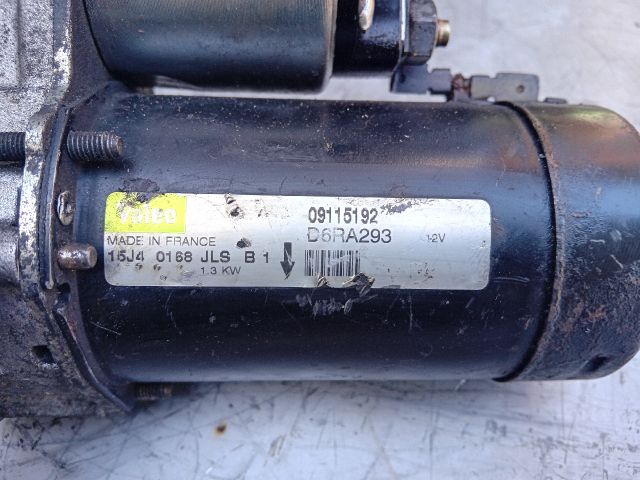 Valeo
09115192
MADE IN FRANCE D6RA293 12V
15J4 0168 JLS B 1
1.3 KW